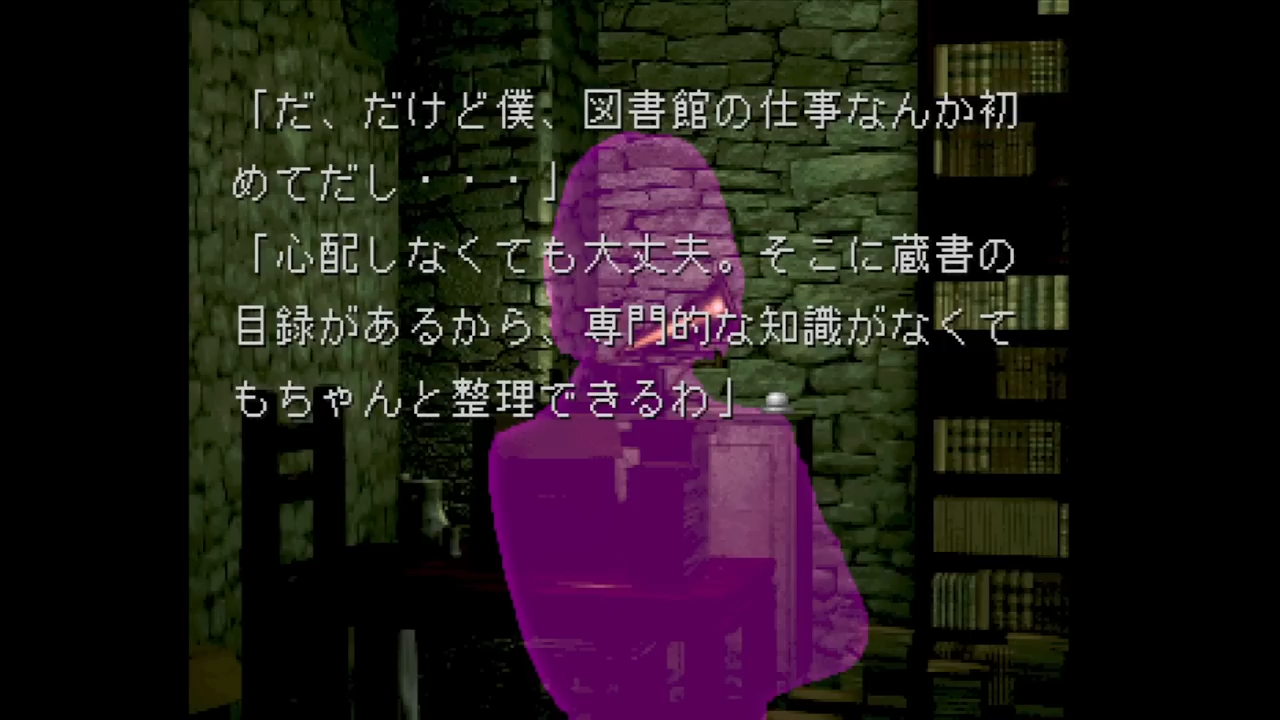 「だ、だけど僕、図書館の仕事なんか初
めてだし・・・」
「心配しなくても大丈夫。そこに蔵書の
目録があるから、専門的な知識がなくて
もちゃんと整理できるわ」